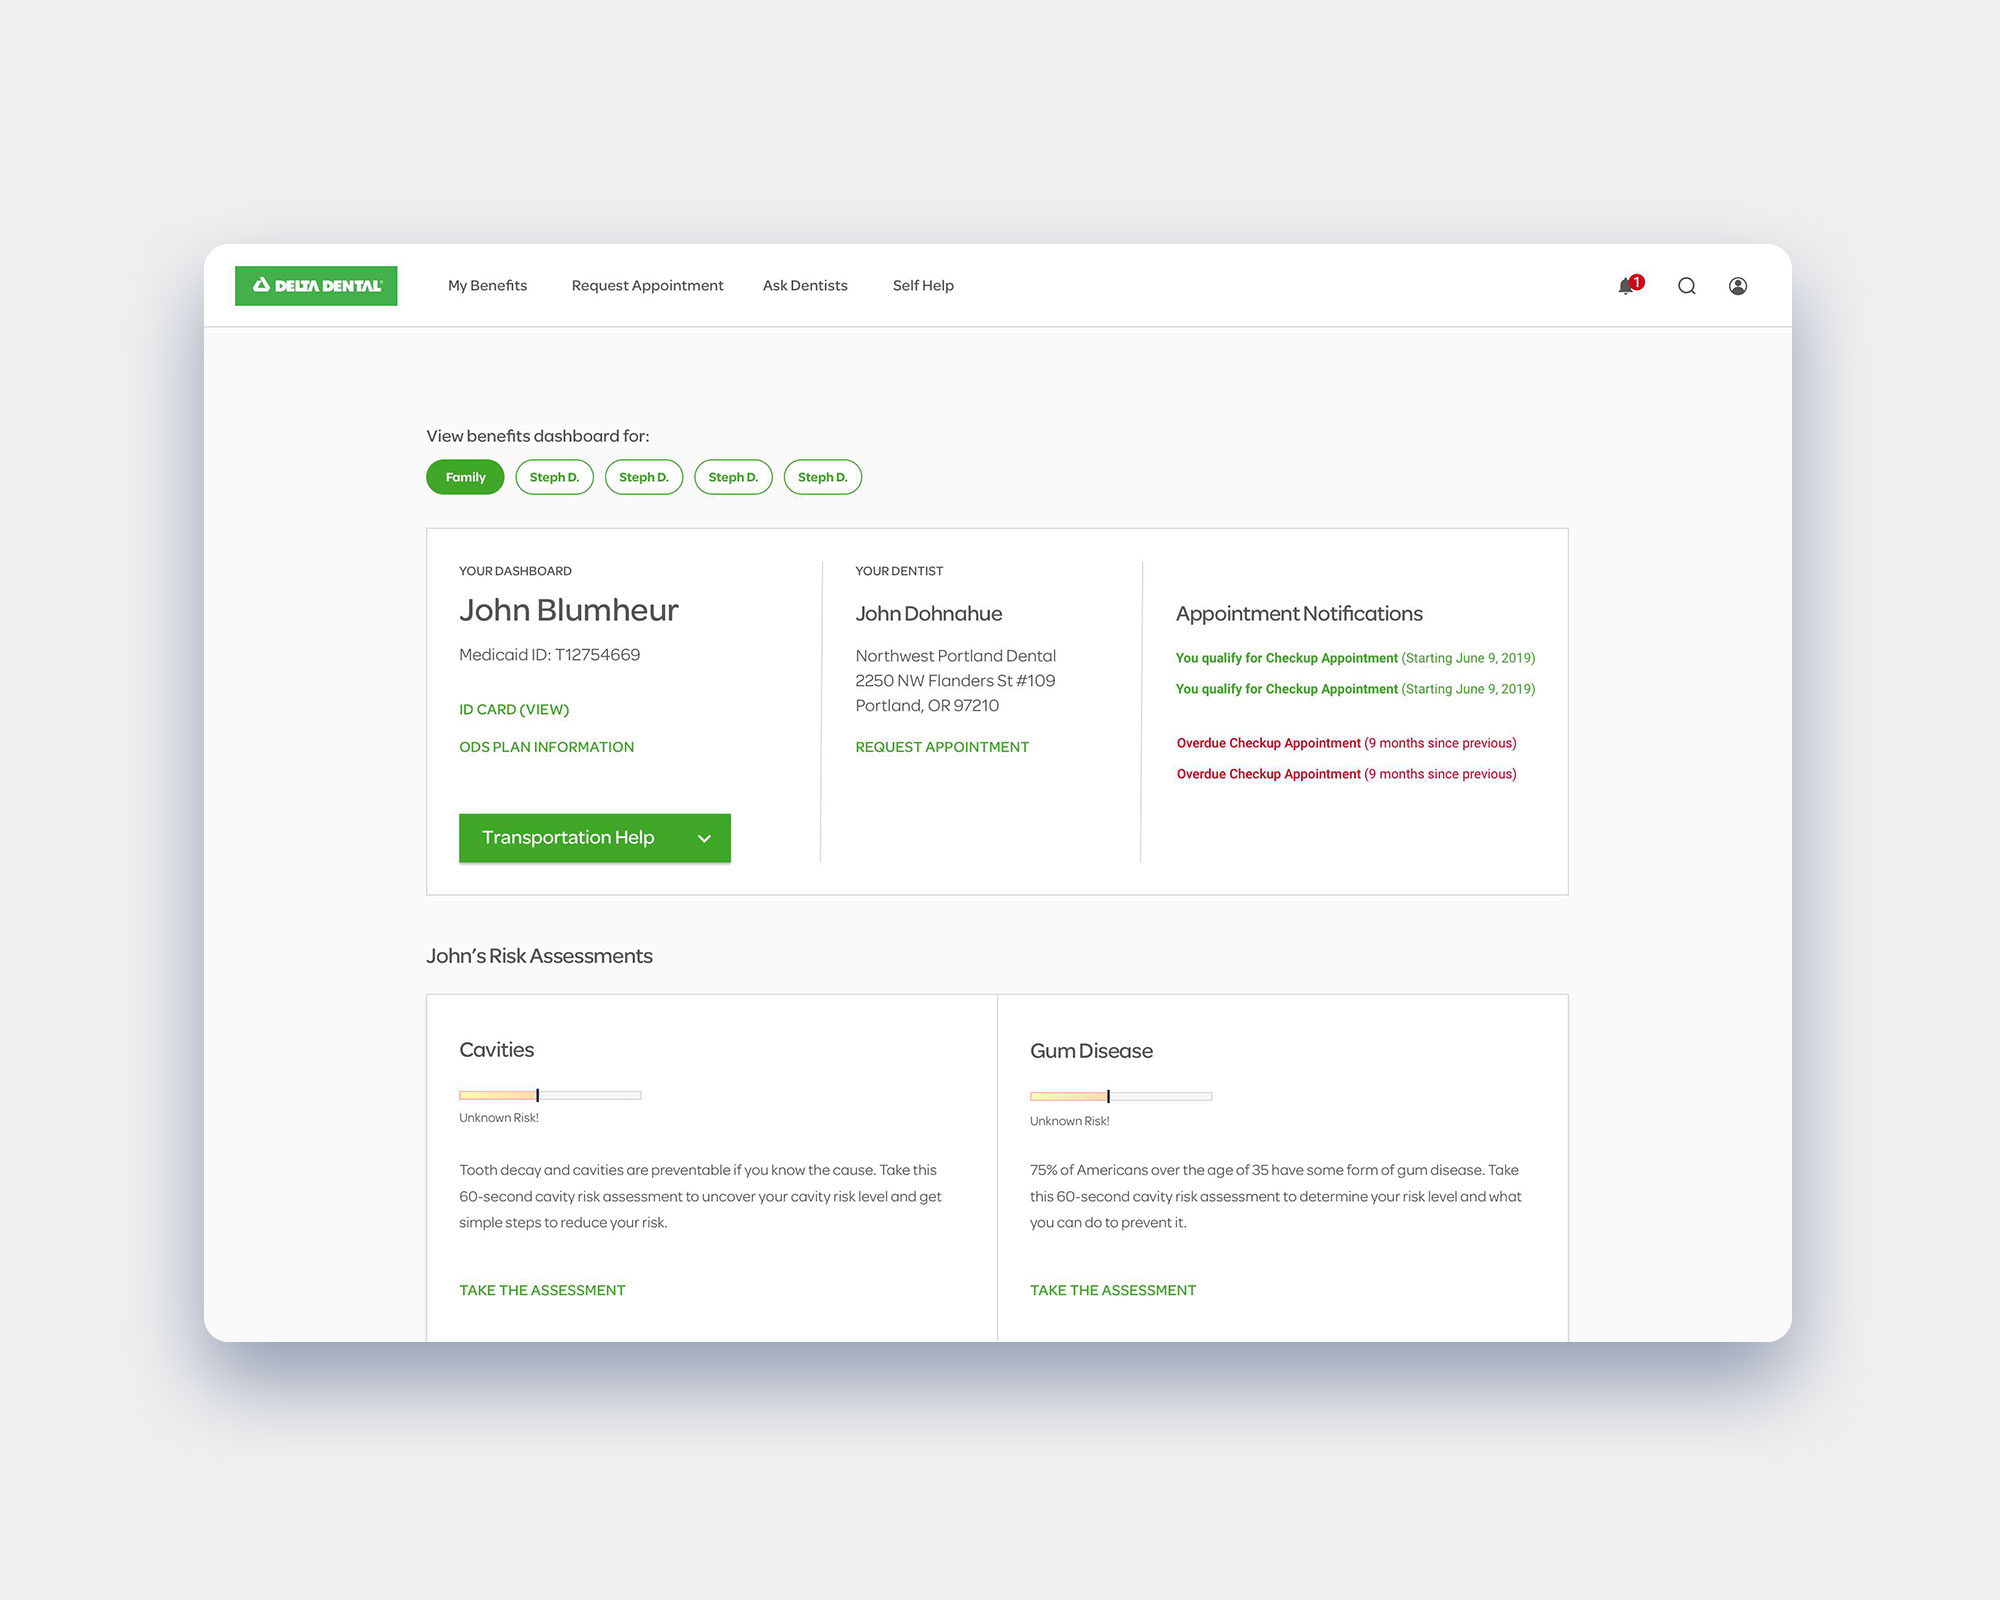 DELTA DENTAL
My Benefits
Request Appointment
Ask Dentists
Self Help
1
View benefits dashboard for:
Family
Steph D.
Steph D.
Steph D.
Steph D.
YOUR DASHBOARD
John Blumheur
Medicaid ID: T12754669
ID CARD (VIEW)
ODS PLAN INFORMATION
Transportation Help
YOUR DENTIST
John Dohnahue
Northwest Portland Dental
2250 NW Flanders St #109
Portland, OR 97210
REQUEST APPOINTMENT
Appointment Notifications
You qualify for Checkup Appointment (Starting June 9, 2019)
You qualify for Checkup Appointment (Starting June 9, 2019)
Overdue Checkup Appointment (9 months since previous)
Overdue Checkup Appointment (9 months since previous)
John's Risk Assessments
Cavities
Unknown Risk!
Tooth decay and cavities are preventable if you know the cause. Take this
60-second cavity risk assessment to uncover your cavity risk level and get
simple steps to reduce your risk.
TAKE THE ASSESSMENT
Gum Disease
Unknown Risk!
75% of Americans over the age of 35 have some form of gum disease. Take
this 60-second cavity risk assessment to determine your risk level and what
you can do to prevent it.
TAKE THE ASSESSMENT